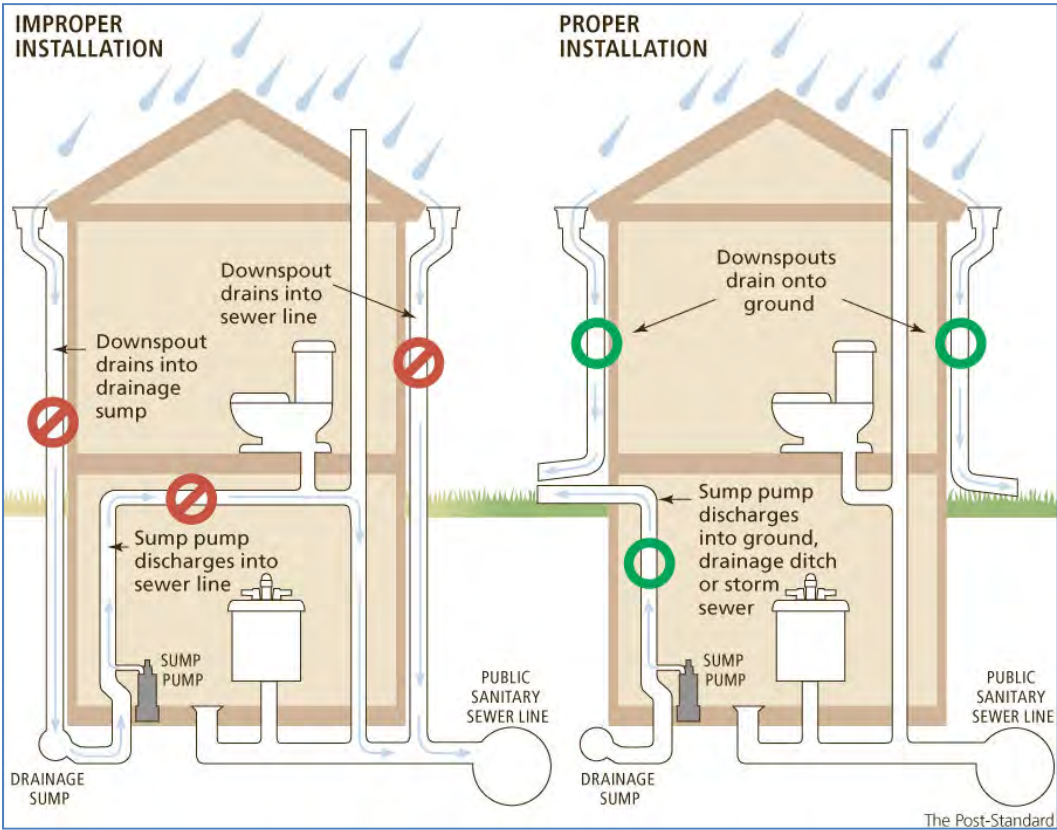 IMPROPER
INSTALLATION
Downspout
drains into
sewer line
Downspout
drains into
drainage
sump
Sump pump
discharges into
sewer line
SUMP
PUMP
PUBLIC
SANITARY
SEWER LINE
DRAINAGE
SUMP
PROPER
INSTALLATION
Downspouts
drain onto
ground
Sump pump
discharges
into ground,
drainage ditch
or storm
sewer
SUMP
PUMP
PUBLIC
SANITARY
SEWER LINE
DRAINAGE
SUMP
The Post-Standard